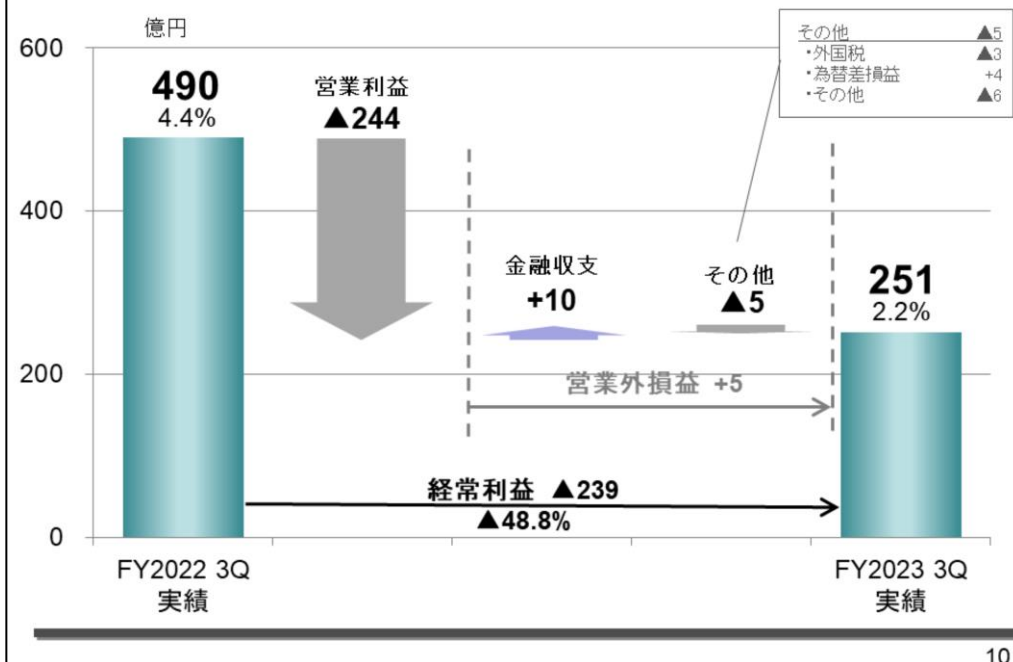 億円
600
400
200
0
490
4.4%
営業利益
▲244
金融収支
+10
その他
▲5
その他 ▲5
・外国税 ▲3
・為替差損益 +4
・その他 ▲6
251
2.2%
営業外損益 +5
経常利益 ▲239
▲48.8%
FY2022 3Q
実績
FY2023 3Q
実績
10